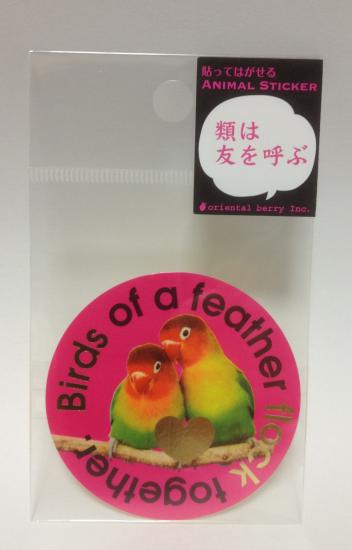 貼ってはがせる
ANIMAL STICKER
類は
友を呼ぶ
oriental berry Inc.
Birds of a feather flock together.